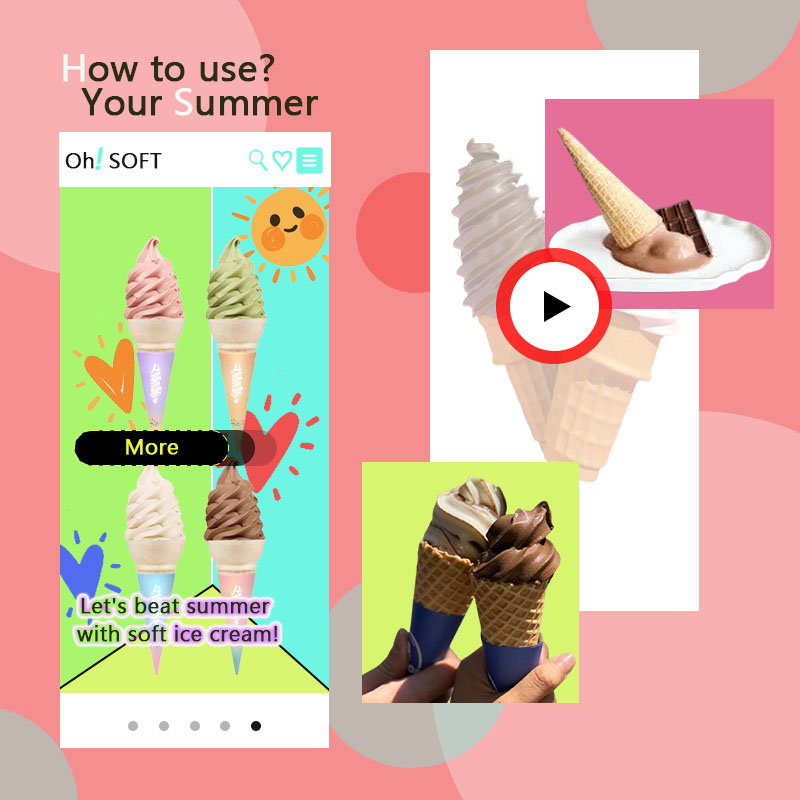 How to use?
Your Summer
Oh! SOFT
More
Let's beat summer
with soft ice cream!